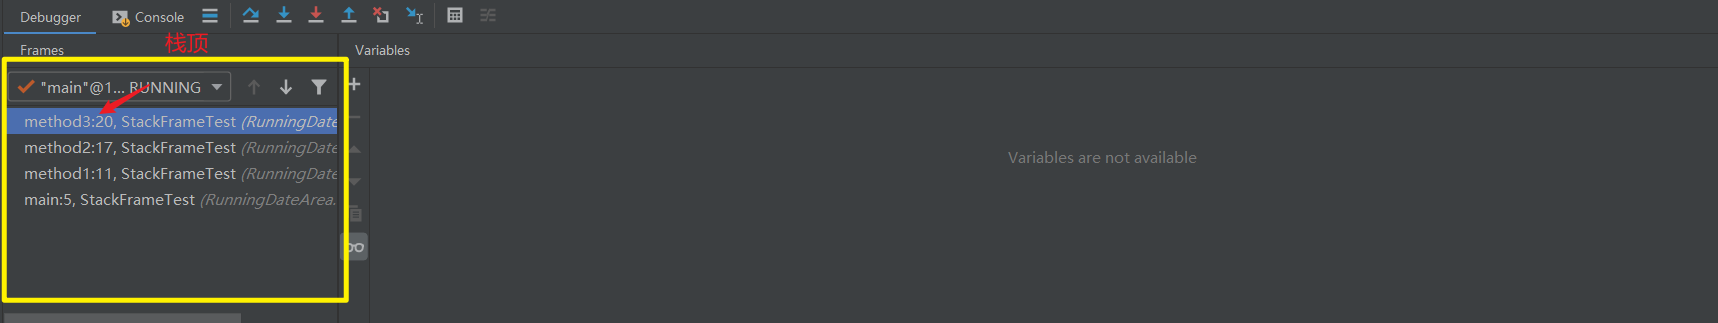 Debugger
Console
栈顶
Frames
Variables
"main"@1... RUNNING
method3:20, StackFrameTest (RunningDate
method2:17, StackFrameTest (RunningDate
method1:11, StackFrameTest (RunningDate
main:5, StackFrameTest (RunningDateArea.
Variables are not available